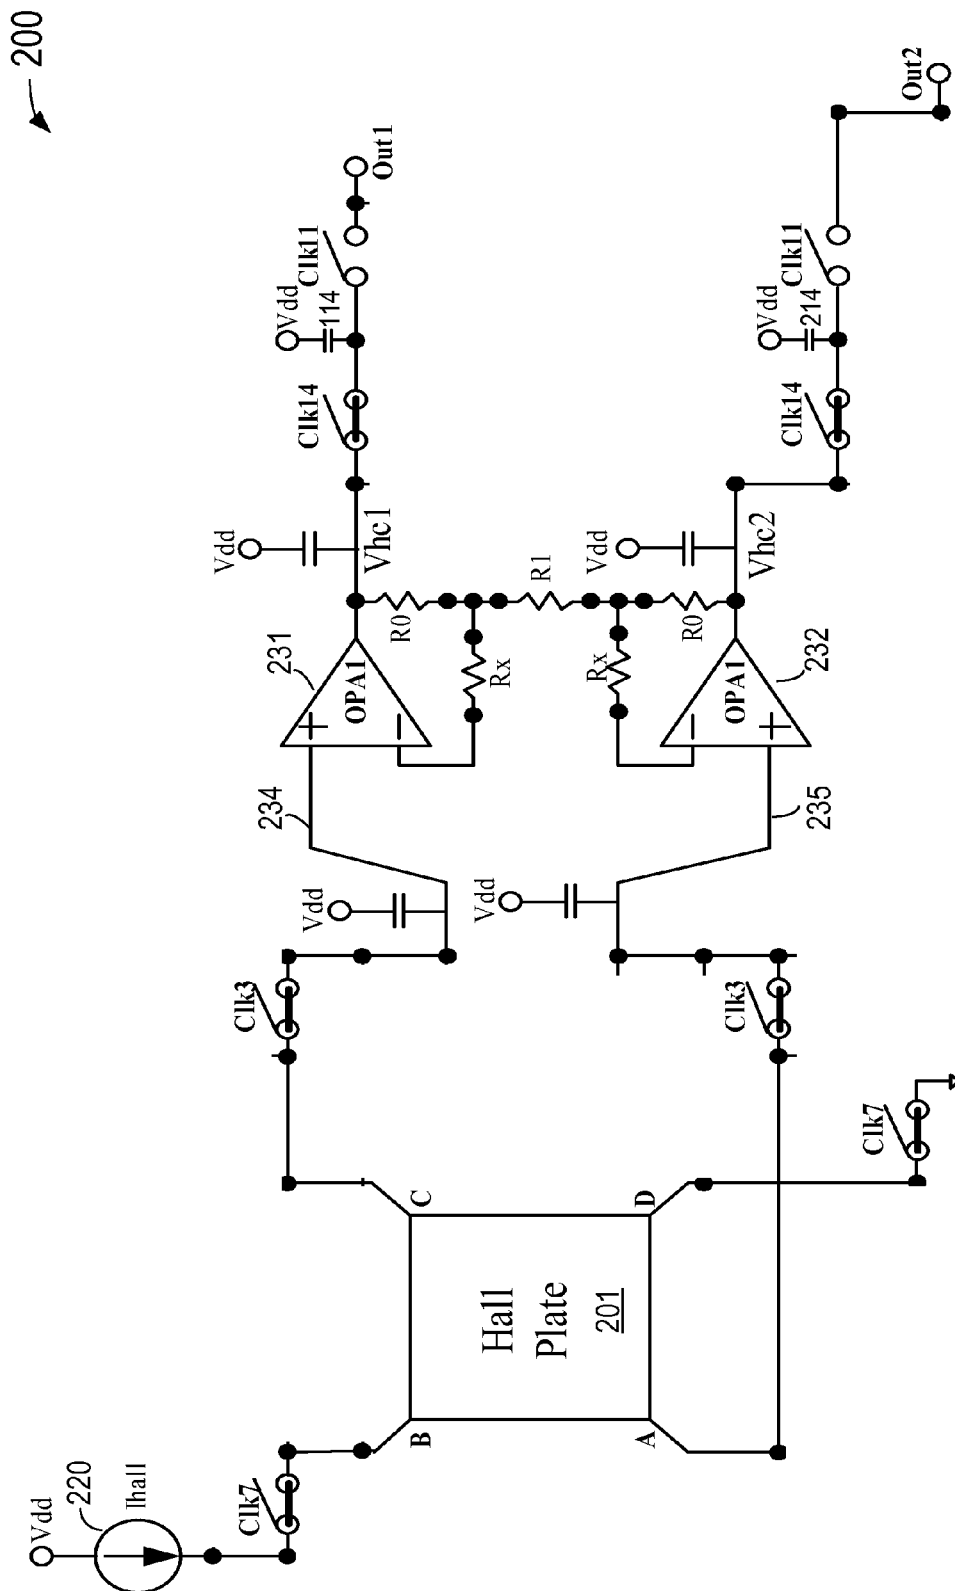 200
Vdd
220
Ihall
Clk7
B
C
A
D
Hall
Plate
201
Clk7
Clk3
Clk3
Vdd
Vdd
234
235
231
OPA1
+
−
232
OPA1
−
+
Rx
Rx
R0
R1
R0
Vdd
Vhc1
Vdd
Vhc2
Clk14
Clk14
Vdd
114
Vdd
214
Clk11
Clk11
Out1
Out2